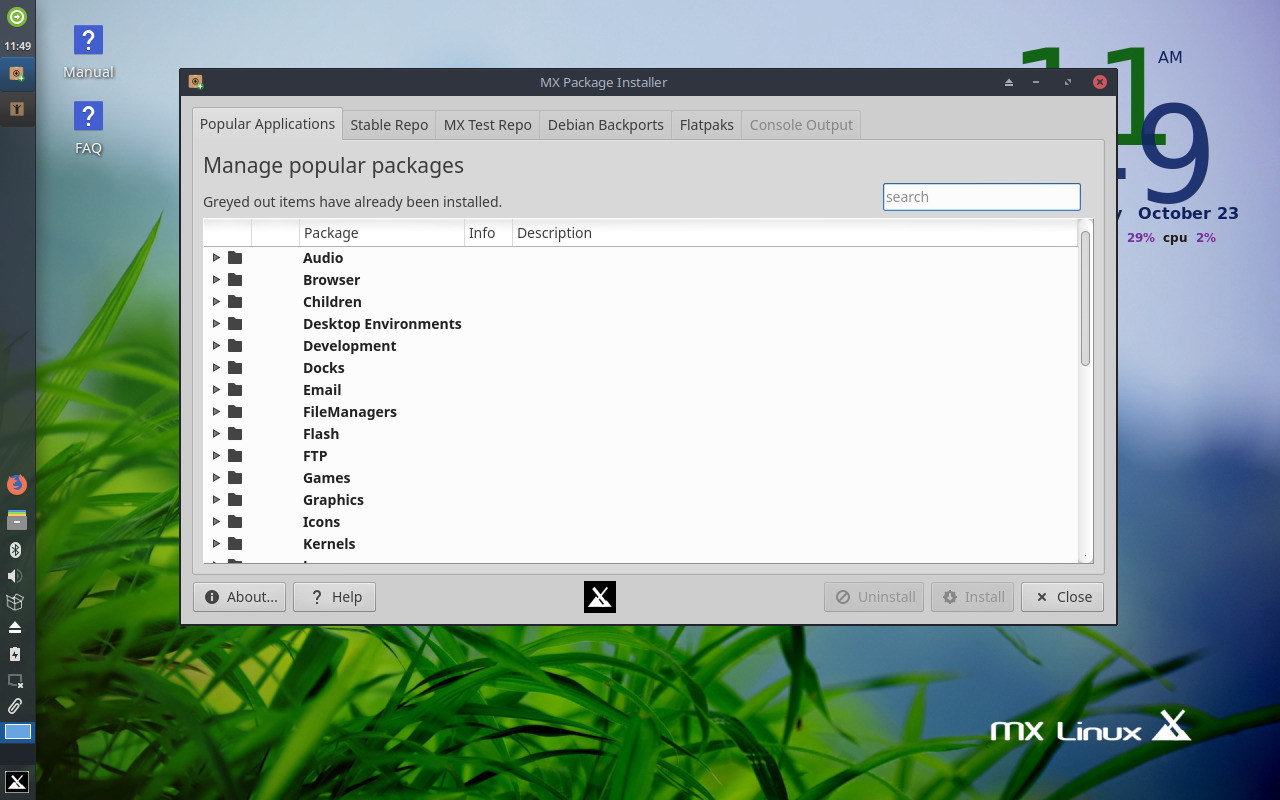 11:49
Manual
FAQ
11 AM
49
October 23
29% cpu 2%
MX Package Installer
Popular Applications Stable Repo MX Test Repo Debian Backports Flatpaks Console Output
Manage popular packages
Greyed out items have already been installed.
search
Package Info Description
Audio
Browser
Children
Desktop Environments
Development
Docks
Email
FileManagers
Flash
FTP
Games
Graphics
Icons
Kernels
About...
Help
Uninstall
Install
Close
mx Linux